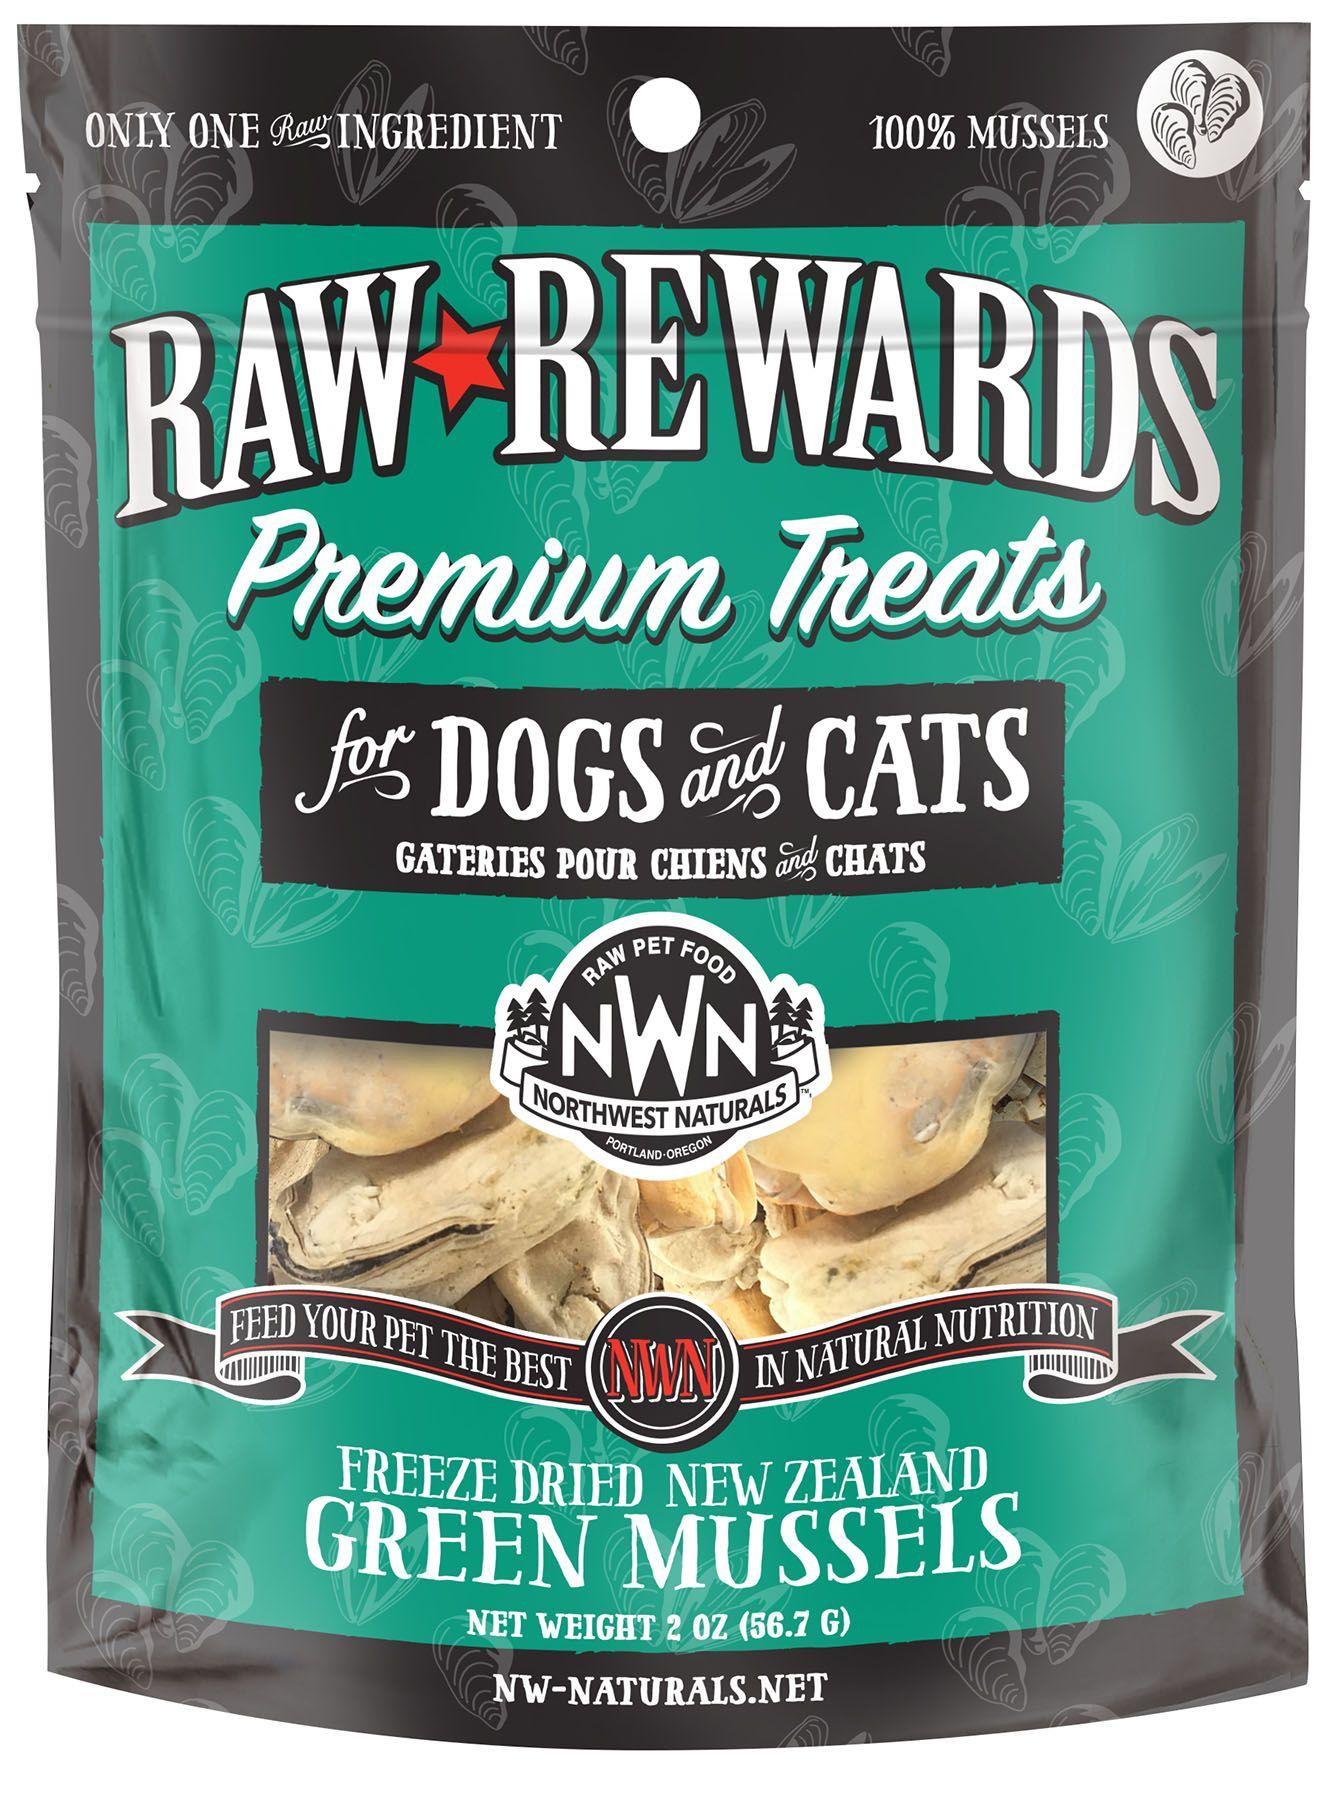 ONLY ONE Raw INGREDIENT
100% MUSSELS
RAW REWARDS
Premium Treats
for DOGS and CATS
GATERIES POUR CHIENS and CHATS
RAW PET FOOD
NWN
NORTHWEST NATURALS™
PORTLAND·OREGON
FEED YOUR PET THE BEST NWN IN NATURAL NUTRITION
FREEZE DRIED NEW ZEALAND
GREEN MUSSELS
NET WEIGHT 2 OZ (56.7 G)
NW-NATURALS.NET